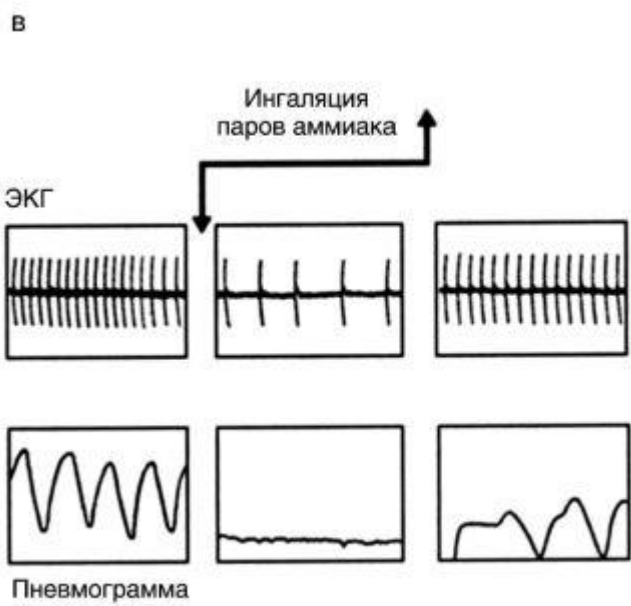 В
Ингаляция
паров аммиака
ЭКГ
Пневмограмма